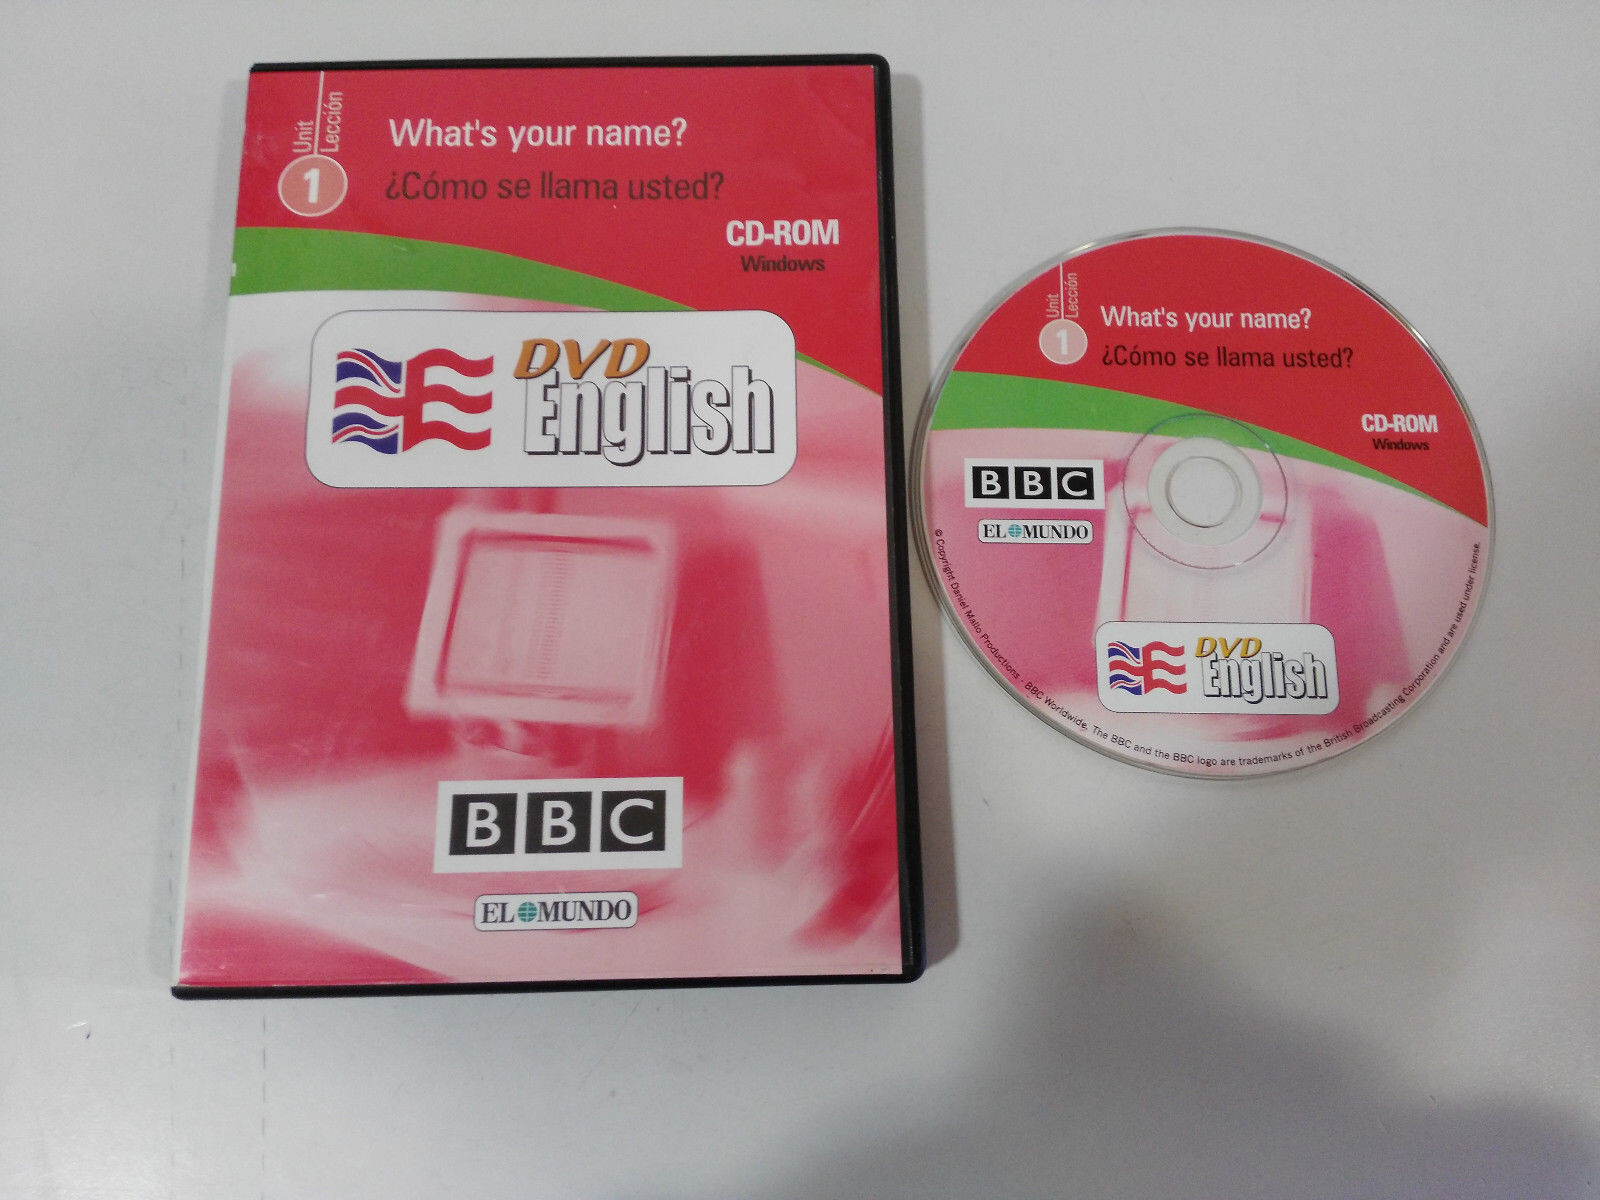 Unit
Lección
1
What's your name?
¿Cómo se llama usted?
CD-ROM
Windows
DVD
English
BBC
EL MUNDO
Unit
Lección
1
What's your name?
¿Cómo se llama usted?
CD-ROM
Windows
BBC
EL MUNDO
DVD
English
© Copyright Daniel Mallo Productions - BBC Worldwide. The BBC and the BBC logo are trademarks of the British Broadcasting Corporation and are used under license.